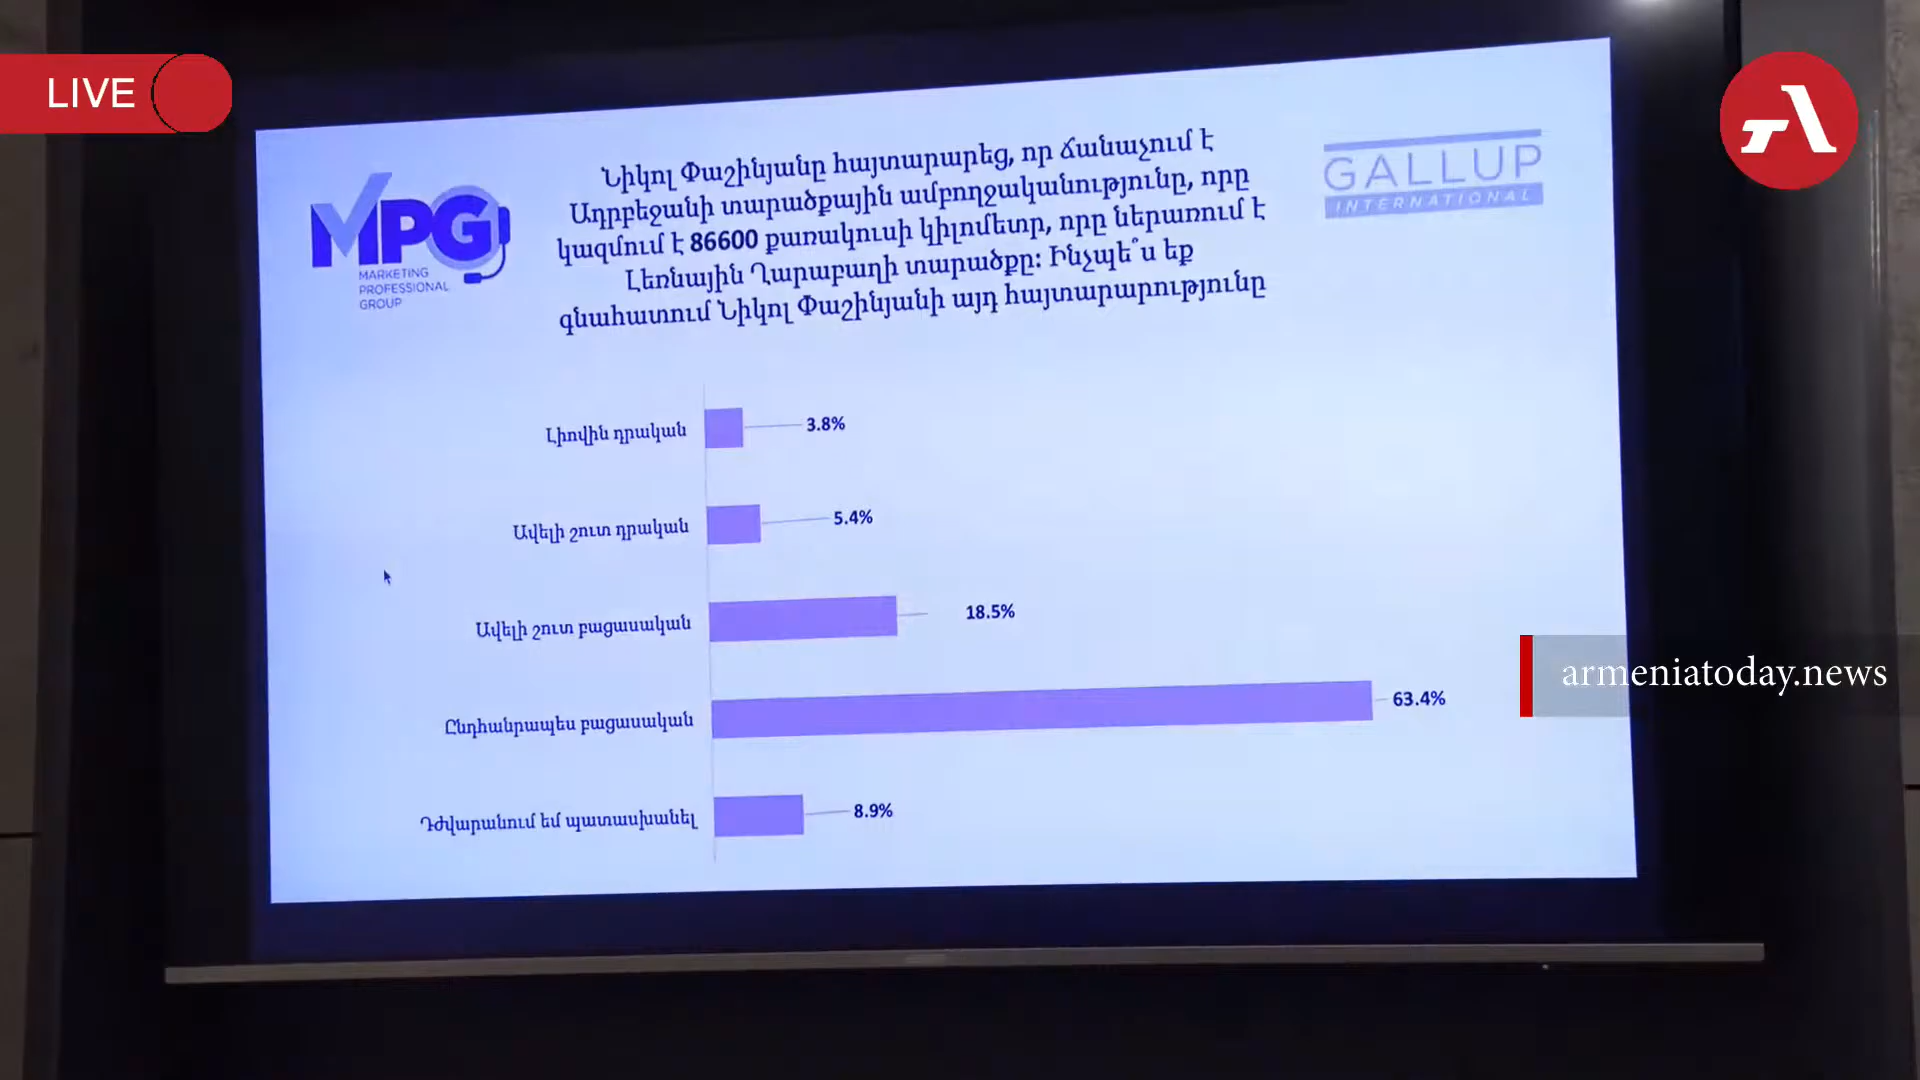 LIVE
MPG
MARKETING
PROFESSIONAL
GROUP
Նիկոլ Փաշինյանը հայտարարեց, որ ճանաչում է
Ադրբեջանի տարածքային ամբողջականությունը, որը
կազմում է 86600 քառակուսի կիլոմետր, որը ներառում է
Լեռնային Ղարաբաղի տարածքը: Ինչպե՞ս եք
գնահատում Նիկոլ Փաշինյանի այդ հայտարարությունը
GALLUP
INTERNATIONAL
Լիովին դրական 3.8%
Ավելի շուտ դրական 5.4%
Ավելի շուտ բացասական 18.5%
Ընդհանրապես բացասական 63.4%
Դժվարանում եմ պատասխանել 8.9%
armeniatoday.news